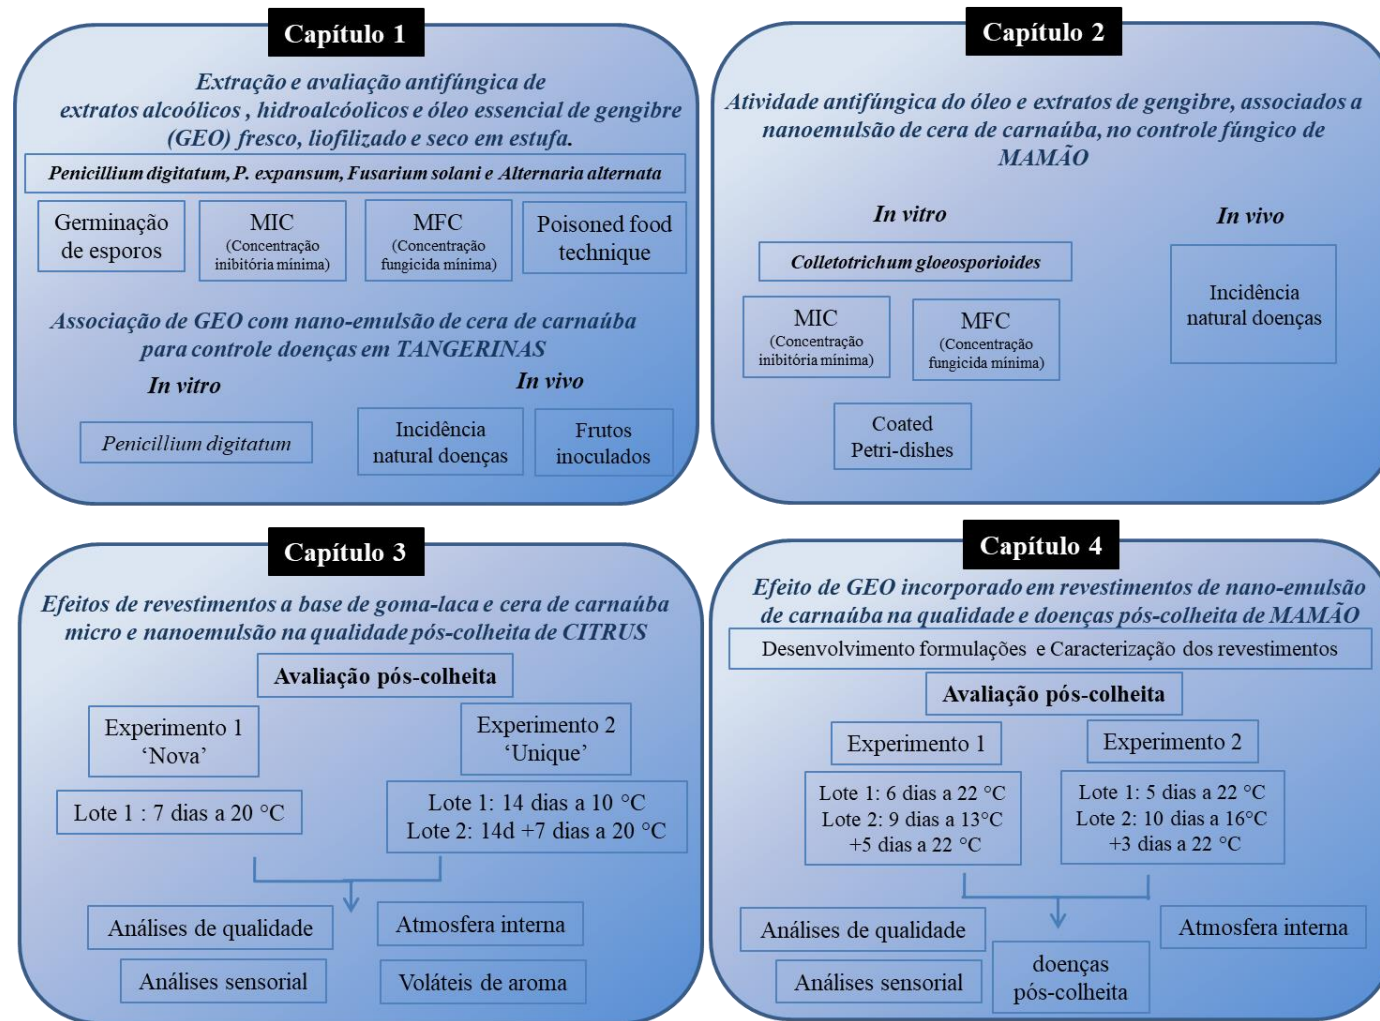 Capítulo 1
Extração e avaliação antifúngica de
extratos alcoólicos , hidroalcóolicos e óleo essencial de gengibre
(GEO) fresco, liofilizado e seco em estufa.
Penicillium digitatum, P. expansum, Fusarium solani e Alternaria alternata
Germinação
de esporos
MIC
(Concentração
inibitória mínima)
MFC
(Concentração
fungicida mínima)
Poisoned food
technique
Associação de GEO com nano-emulsão de cera de carnaúba
para controle doenças em TANGERINAS
In vitro
In vivo
Penicillium digitatum
Incidência
natural doenças
Frutos
inoculados
Capítulo 2
Atividade antifúngica do óleo e extratos de gengibre, associados a
nanoemulsão de cera de carnaúba, no controle fúngico de
MAMÃO
In vitro
In vivo
Colletotrichum gloeosporioides
MIC
(Concentração
inibitória mínima)
MFC
(Concentração
fungicida mínima)
Incidência
natural doenças
Coated
Petri-dishes
Capítulo 3
Efeitos de revestimentos a base de goma-laca e cera de carnaúba
micro e nanoemulsão na qualidade pós-colheita de CITRUS
Avaliação pós-colheita
Experimento 1
‘Nova’
Experimento 2
‘Unique’
Lote 1 : 7 dias a 20 °C
Lote 1: 14 dias a 10 °C
Lote 2: 14d +7 dias a 20 °C
Análises de qualidade
Atmosfera interna
Análises sensorial
Voláteis de aroma
Capítulo 4
Efeito de GEO incorporado em revestimentos de nano-emulsão
de carnaúba na qualidade e doenças pós-colheita de MAMÃO
Desenvolvimento formulações e Caracterização dos revestimentos
Avaliação pós-colheita
Experimento 1
Experimento 2
Lote 1: 6 dias a 22 °C
Lote 2: 9 dias a 13°C
+5 dias a 22 °C
Lote 1: 5 dias a 22 °C
Lote 2: 10 dias a 16°C
+3 dias a 22 °C
Análises de qualidade
Atmosfera interna
Análises sensorial
doenças
pós-colheita